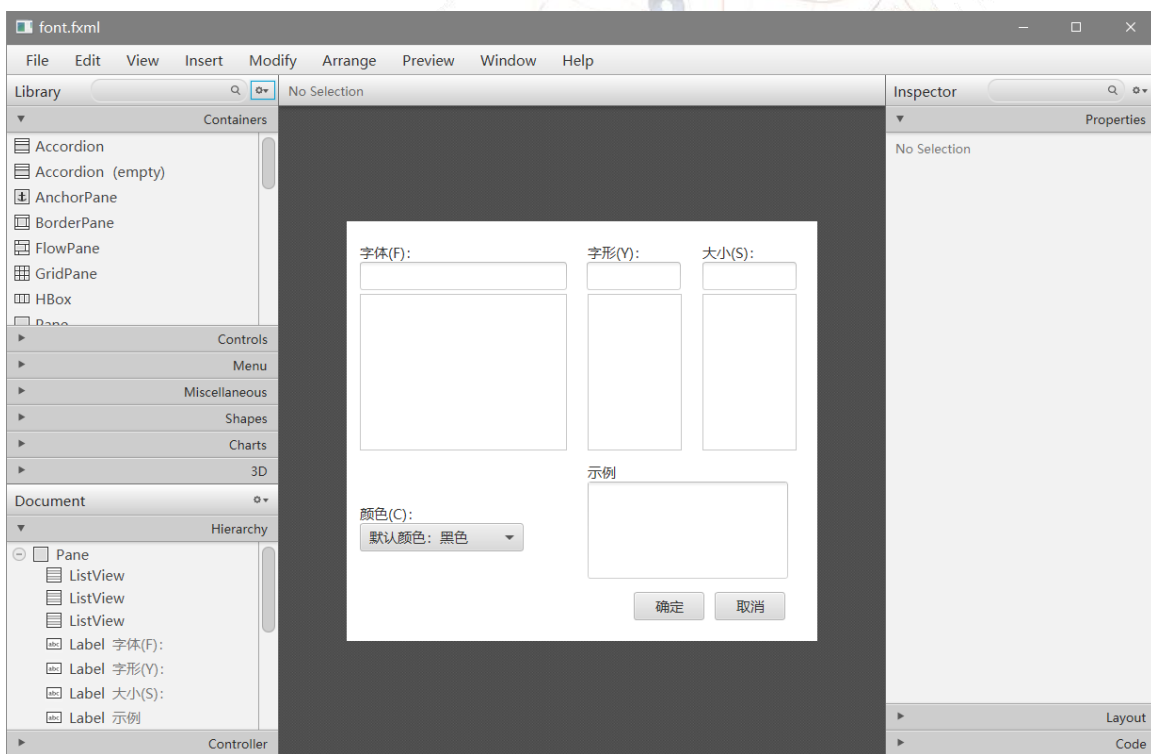 font.fxml
File Edit View Insert Modify Arrange Preview Window Help
Library
No Selection
Inspector
Containers
Properties
Accordion
Accordion (empty)
AnchorPane
BorderPane
FlowPane
GridPane
HBox
Pane
Controls
Menu
Miscellaneous
Shapes
Charts
3D
Document
Hierarchy
Pane
ListView
ListView
ListView
Label 字体(F):
Label 字形(Y):
Label 大小(S):
Label 示例
Controller
字体(F):
字形(Y):
大小(S):
示例
颜色(C):
默认颜色：黑色
确定
取消
No Selection
Layout
Code